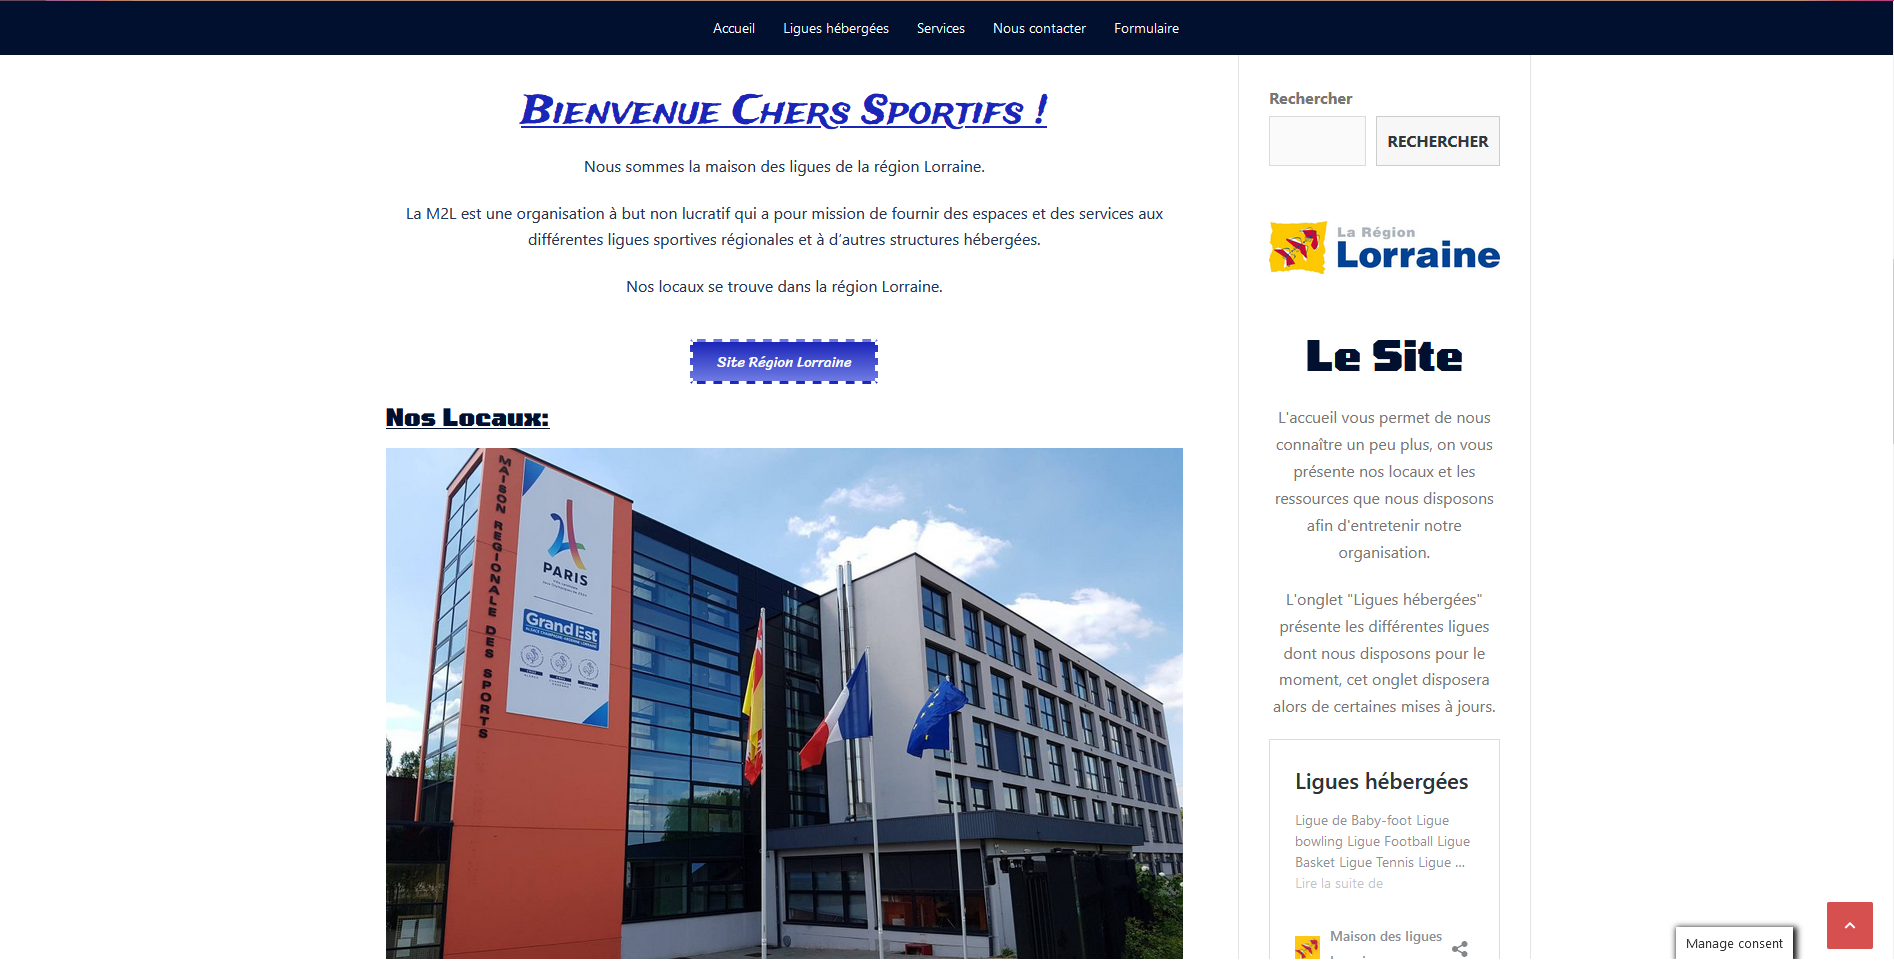 Accueil Ligues hébergées Services Nous contacter Formulaire
Bienvenue Chers Sportifs !
Nous sommes la maison des ligues de la région Lorraine.
La M2L est une organisation à but non lucratif qui a pour mission de fournir des espaces et des services aux
différentes ligues sportives régionales et à d’autres structures hébergées.
Nos locaux se trouve dans la région Lorraine.
Site Région Lorraine
Nos Locaux:
MAISON REGIONALE DES SPORTS
PARIS
Grand Est
ALSACE CHAMPAGNE-ARDENNE LORRAINE
Rechercher
RECHERCHER
La Région
Lorraine
Le Site
L'accueil vous permet de nous
connaître un peu plus, on vous
présente nos locaux et les
ressources que nous disposons
afin d'entretenir notre
organisation.
L'onglet "Ligues hébergées"
présente les différentes ligues
dont nous disposons pour le
moment, cet onglet disposera
alors de certaines mises à jours.
Ligues hébergées
Ligue de Baby-foot Ligue
bowling Ligue Football Ligue
Basket Ligue Tennis Ligue …
Lire la suite de
Maison des ligues
Manage consent